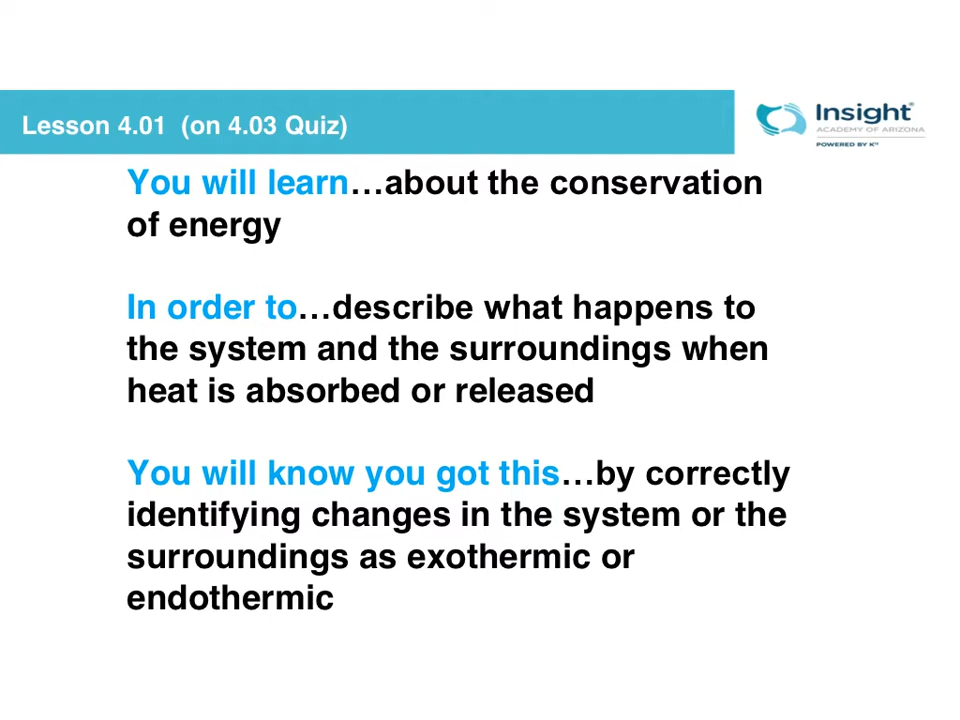 Lesson 4.01 (on 4.03 Quiz)
Insight®
ACADEMY OF ARIZONA
POWERED BY K¹²
You will learn…about the conservation
of energy
In order to…describe what happens to
the system and the surroundings when
heat is absorbed or released
You will know you got this…by correctly
identifying changes in the system or the
surroundings as exothermic or
endothermic